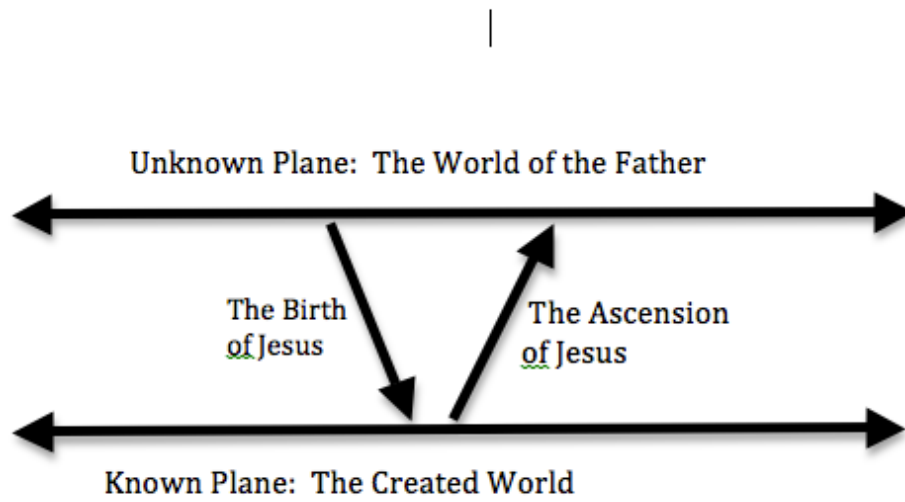 Unknown Plane:  The World of the Father
The Birth
of Jesus
The Ascension
of Jesus
Known Plane:  The Created World